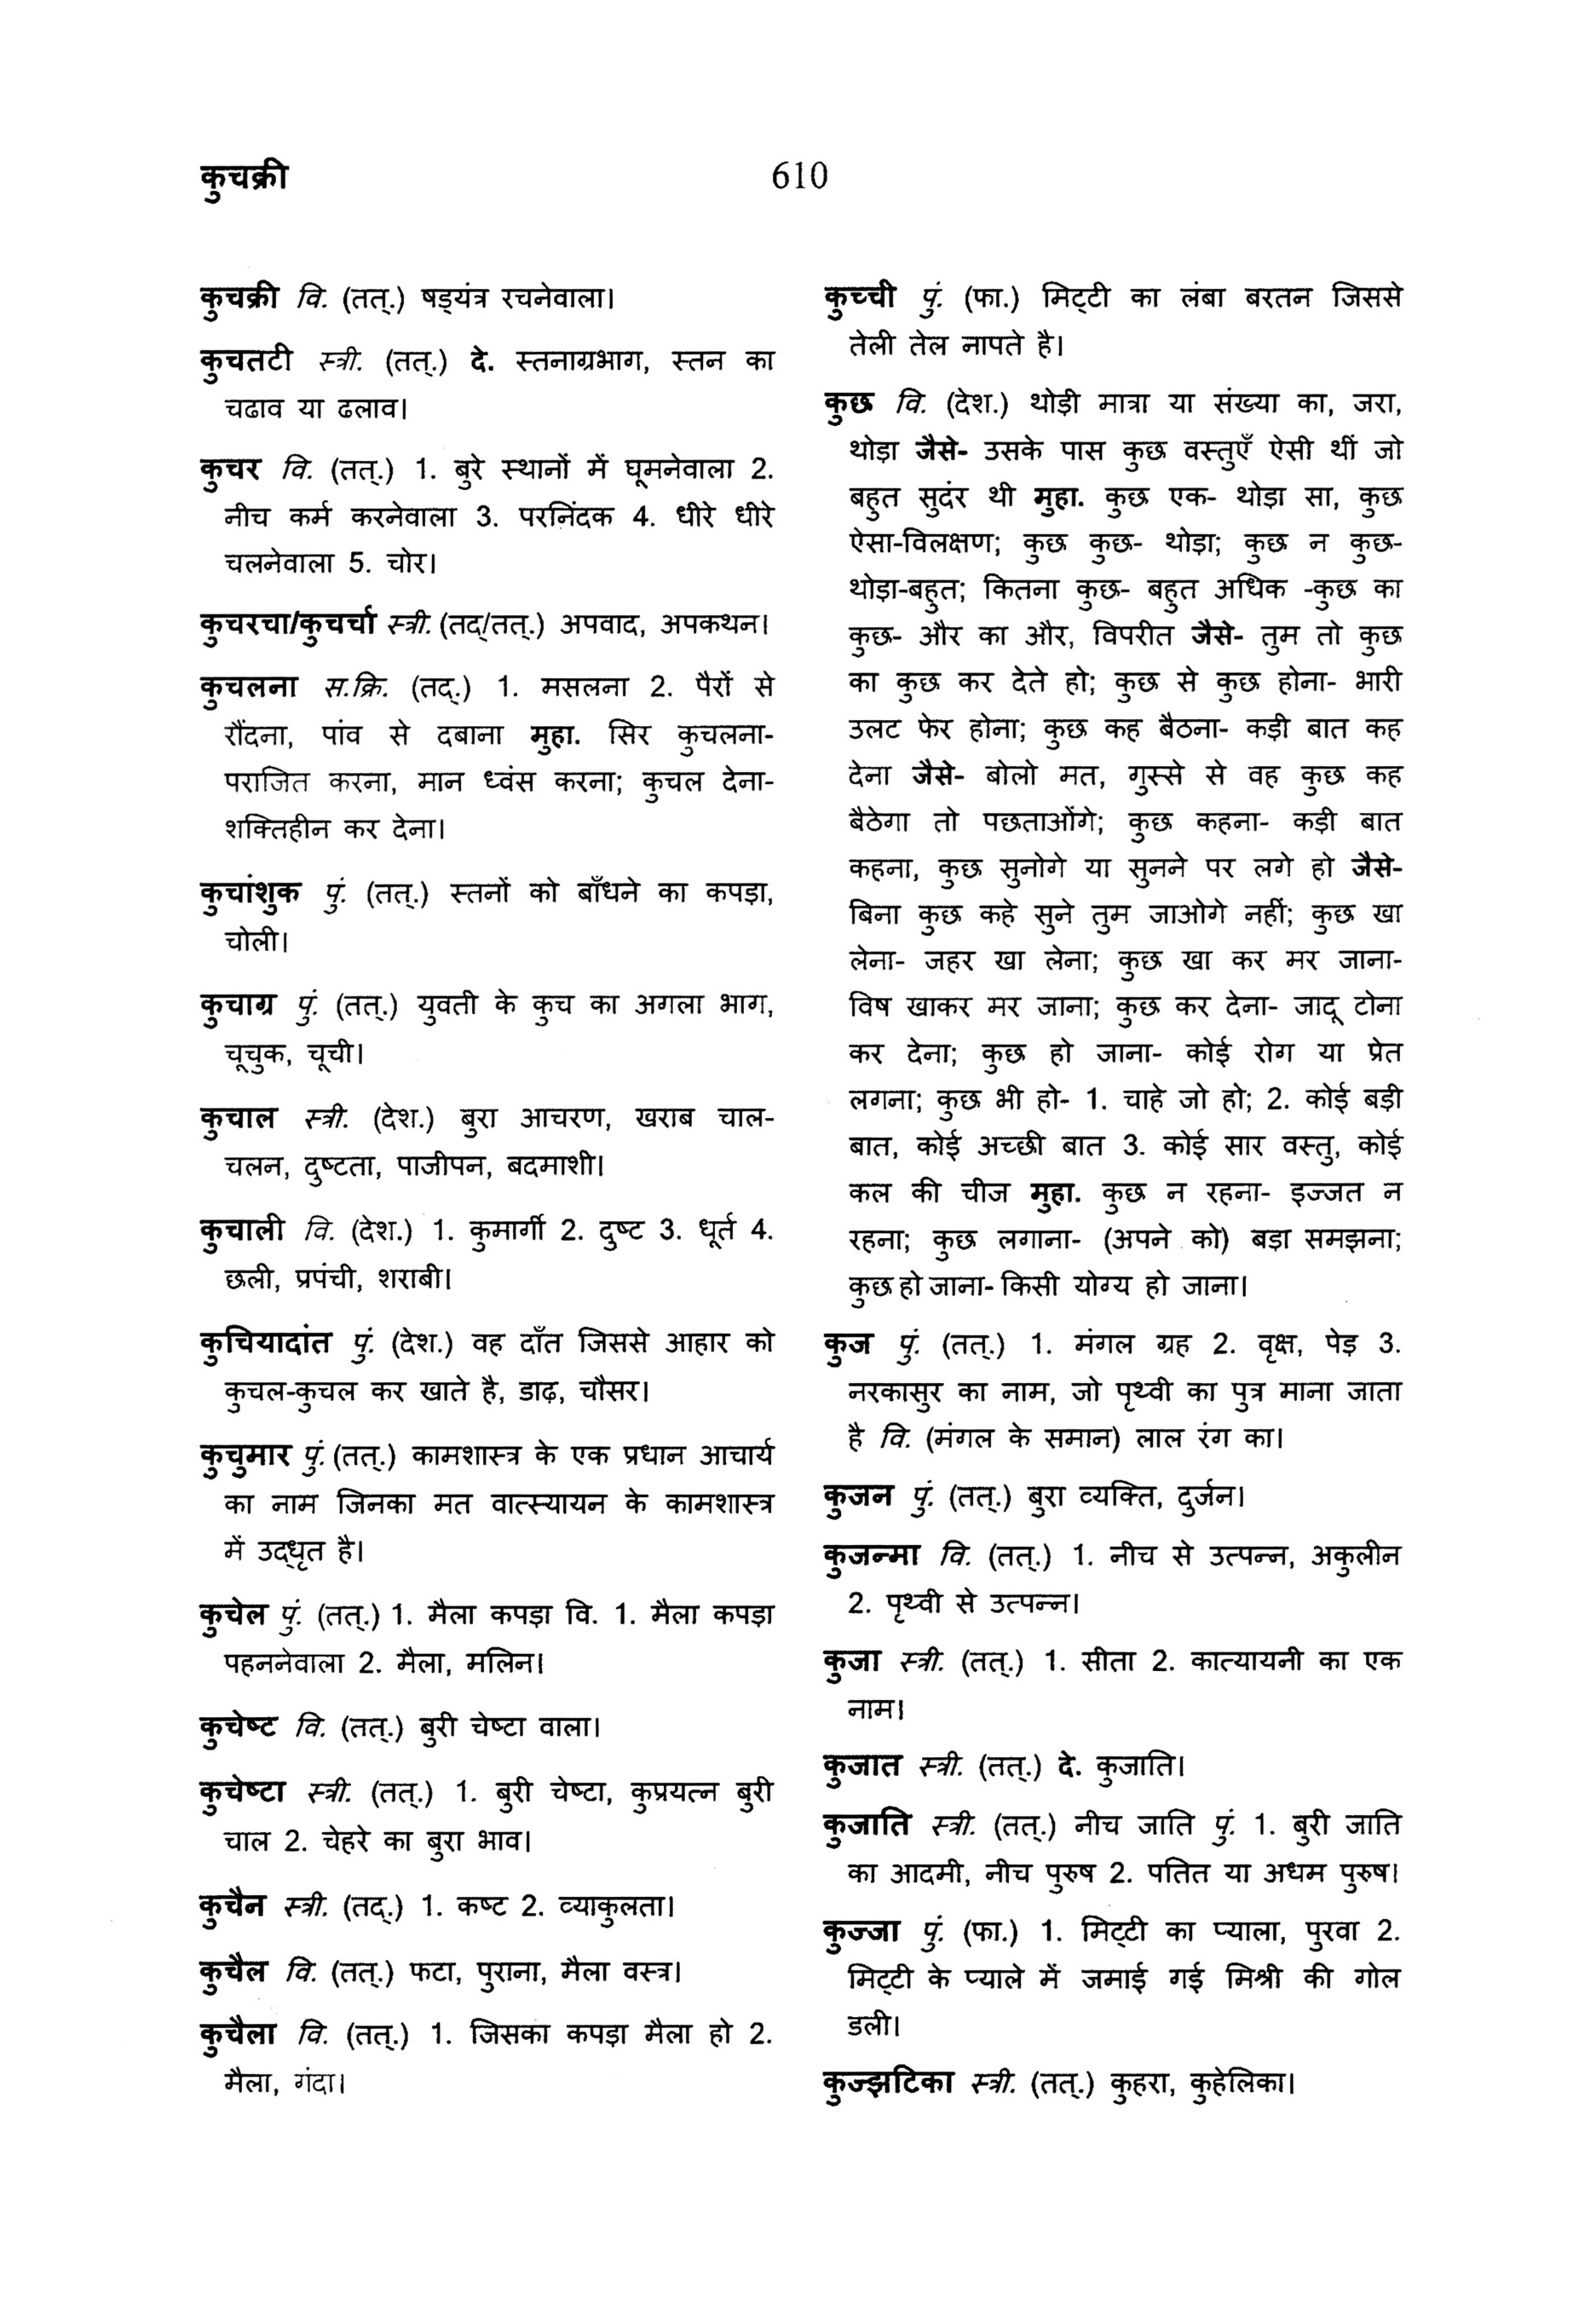 कुचक्री
610
कुचक्री वि. (तत्.) षड्यंत्र रचनेवाला।
कुचतटी स्त्री. (तत्.) दे. स्तनाग्रभाग, स्तन का
चढाव या ढलाव।
कुचर वि. (तत्.) 1. बुरे स्थानों में घूमनेवाला 2.
नीच कर्म करनेवाला 3. परनिंदक 4. धीरे धीरे
चलनेवाला 5. चोर।
कुचरचा/कुचर्चा स्त्री. (तद्/तत्.) अपवाद, अपकथन।
कुचलना स.क्रि. (तद्.) 1. मसलना 2. पैरों से
रौंदना, पांव से दबाना मुहा. सिर कुचलना-
पराजित करना, मान ध्वंस करना; कुचल देना-
शक्तिहीन कर देना।
कुचांशुक पुं. (तत्.) स्तनों को बाँधने का कपड़ा,
चोली।
कुचाग्र पुं. (तत्.) युवती के कुच का अगला भाग,
चूचुक, चूची।
कुचाल स्त्री. (देश.) बुरा आचरण, खराब चाल-
चलन, दुष्टता, पाजीपन, बदमाशी।
कुचाली वि. (देश.) 1. कुमार्गी 2. दुष्ट 3. धूर्त 4.
छली, प्रपंची, शराबी।
कुचियादांत पुं. (देश.) वह दाँत जिससे आहार को
कुचल-कुचल कर खाते है, डाढ़, चौसर।
कुचुमार पुं. (तत्.) कामशास्त्र के एक प्रधान आचार्य
का नाम जिनका मत वात्स्यायन के कामशास्त्र
में उद्धृत है।
कुचेल पुं. (तत्.) 1. मैला कपड़ा वि. 1. मैला कपड़ा
पहननेवाला 2. मैला, मलिन।
कुचेष्ट वि. (तत्.) बुरी चेष्टा वाला।
कुचेष्टा स्त्री. (तत्.) 1. बुरी चेष्टा, कुप्रयत्न बुरी
चाल 2. चेहरे का बुरा भाव।
कुचैन स्त्री. (तद्.) 1. कष्ट 2. व्याकुलता।
कुचैल वि. (तत्.) फटा, पुराना, मैला वस्त्र।
कुचैला वि. (तत्.) 1. जिसका कपड़ा मैला हो 2.
मैला, गंदा।
कुच्ची पुं. (फा.) मिट्टी का लंबा बरतन जिससे
तेली तेल नापते है।
कुछ वि. (देश.) थोड़ी मात्रा या संख्या का, जरा,
थोड़ा जैसे- उसके पास कुछ वस्तुएँ ऐसी थीं जो
बहुत सुदंर थी मुहा. कुछ एक- थोड़ा सा, कुछ
ऐसा-विलक्षण; कुछ कुछ- थोड़ा; कुछ न कुछ-
थोड़ा-बहुत; कितना कुछ- बहुत अधिक -कुछ का
कुछ- और का और, विपरीत जैसे- तुम तो कुछ
का कुछ कर देते हो; कुछ से कुछ होना- भारी
उलट फेर होना; कुछ कह बैठना- कड़ी बात कह
देना जैसे- बोलो मत, गुस्से से वह कुछ कह
बैठेगा तो पछताओंगे; कुछ कहना- कड़ी बात
कहना, कुछ सुनोगे या सुनने पर लगे हो जैसे-
बिना कुछ कहे सुने तुम जाओगे नहीं; कुछ खा
लेना- जहर खा लेना; कुछ खा कर मर जाना-
विष खाकर मर जाना; कुछ कर देना- जादू टोना
कर देना; कुछ हो जाना- कोई रोग या प्रेत
लगना; कुछ भी हो- 1. चाहे जो हो; 2. कोई बड़ी
बात, कोई अच्छी बात 3. कोई सार वस्तु, कोई
कल की चीज मुहा. कुछ न रहना- इज्जत न
रहना; कुछ लगाना- (अपने को) बड़ा समझना;
कुछ हो जाना- किसी योग्य हो जाना।
कुज पुं. (तत्.) 1. मंगल ग्रह 2. वृक्ष, पेड़ 3.
नरकासुर का नाम, जो पृथ्वी का पुत्र माना जाता
है वि. (मंगल के समान) लाल रंग का।
कुजन पुं. (तत्.) बुरा व्यक्ति, दुर्जन।
कुजन्मा वि. (तत्.) 1. नीच से उत्पन्न, अकुलीन
2. पृथ्वी से उत्पन्न।
कुजा स्त्री. (तत्.) 1. सीता 2. कात्यायनी का एक
नाम।
कुजात स्त्री. (तत्.) दे. कुजाति।
कुजाति स्त्री. (तत्.) नीच जाति पुं. 1. बुरी जाति
का आदमी, नीच पुरुष 2. पतित या अधम पुरुष।
कुज्जा पुं. (फा.) 1. मिट्टी का प्याला, पुरवा 2.
मिट्टी के प्याले में जमाई गई मिश्री की गोल
डली।
कुज्झटिका स्त्री. (तत्.) कुहरा, कुहेलिका।